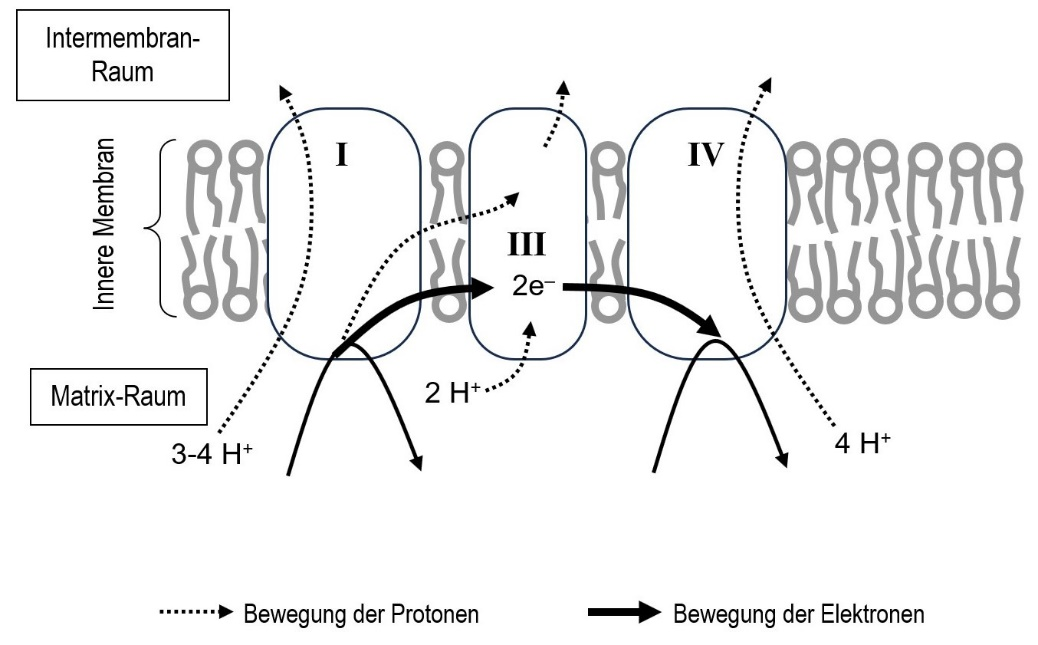 Intermembran-
Raum
Innere Membran
I
III
IV
2e⁻
Matrix-Raum
2 H⁺
3-4 H⁺
4 H⁺
Bewegung der Protonen
Bewegung der Elektronen